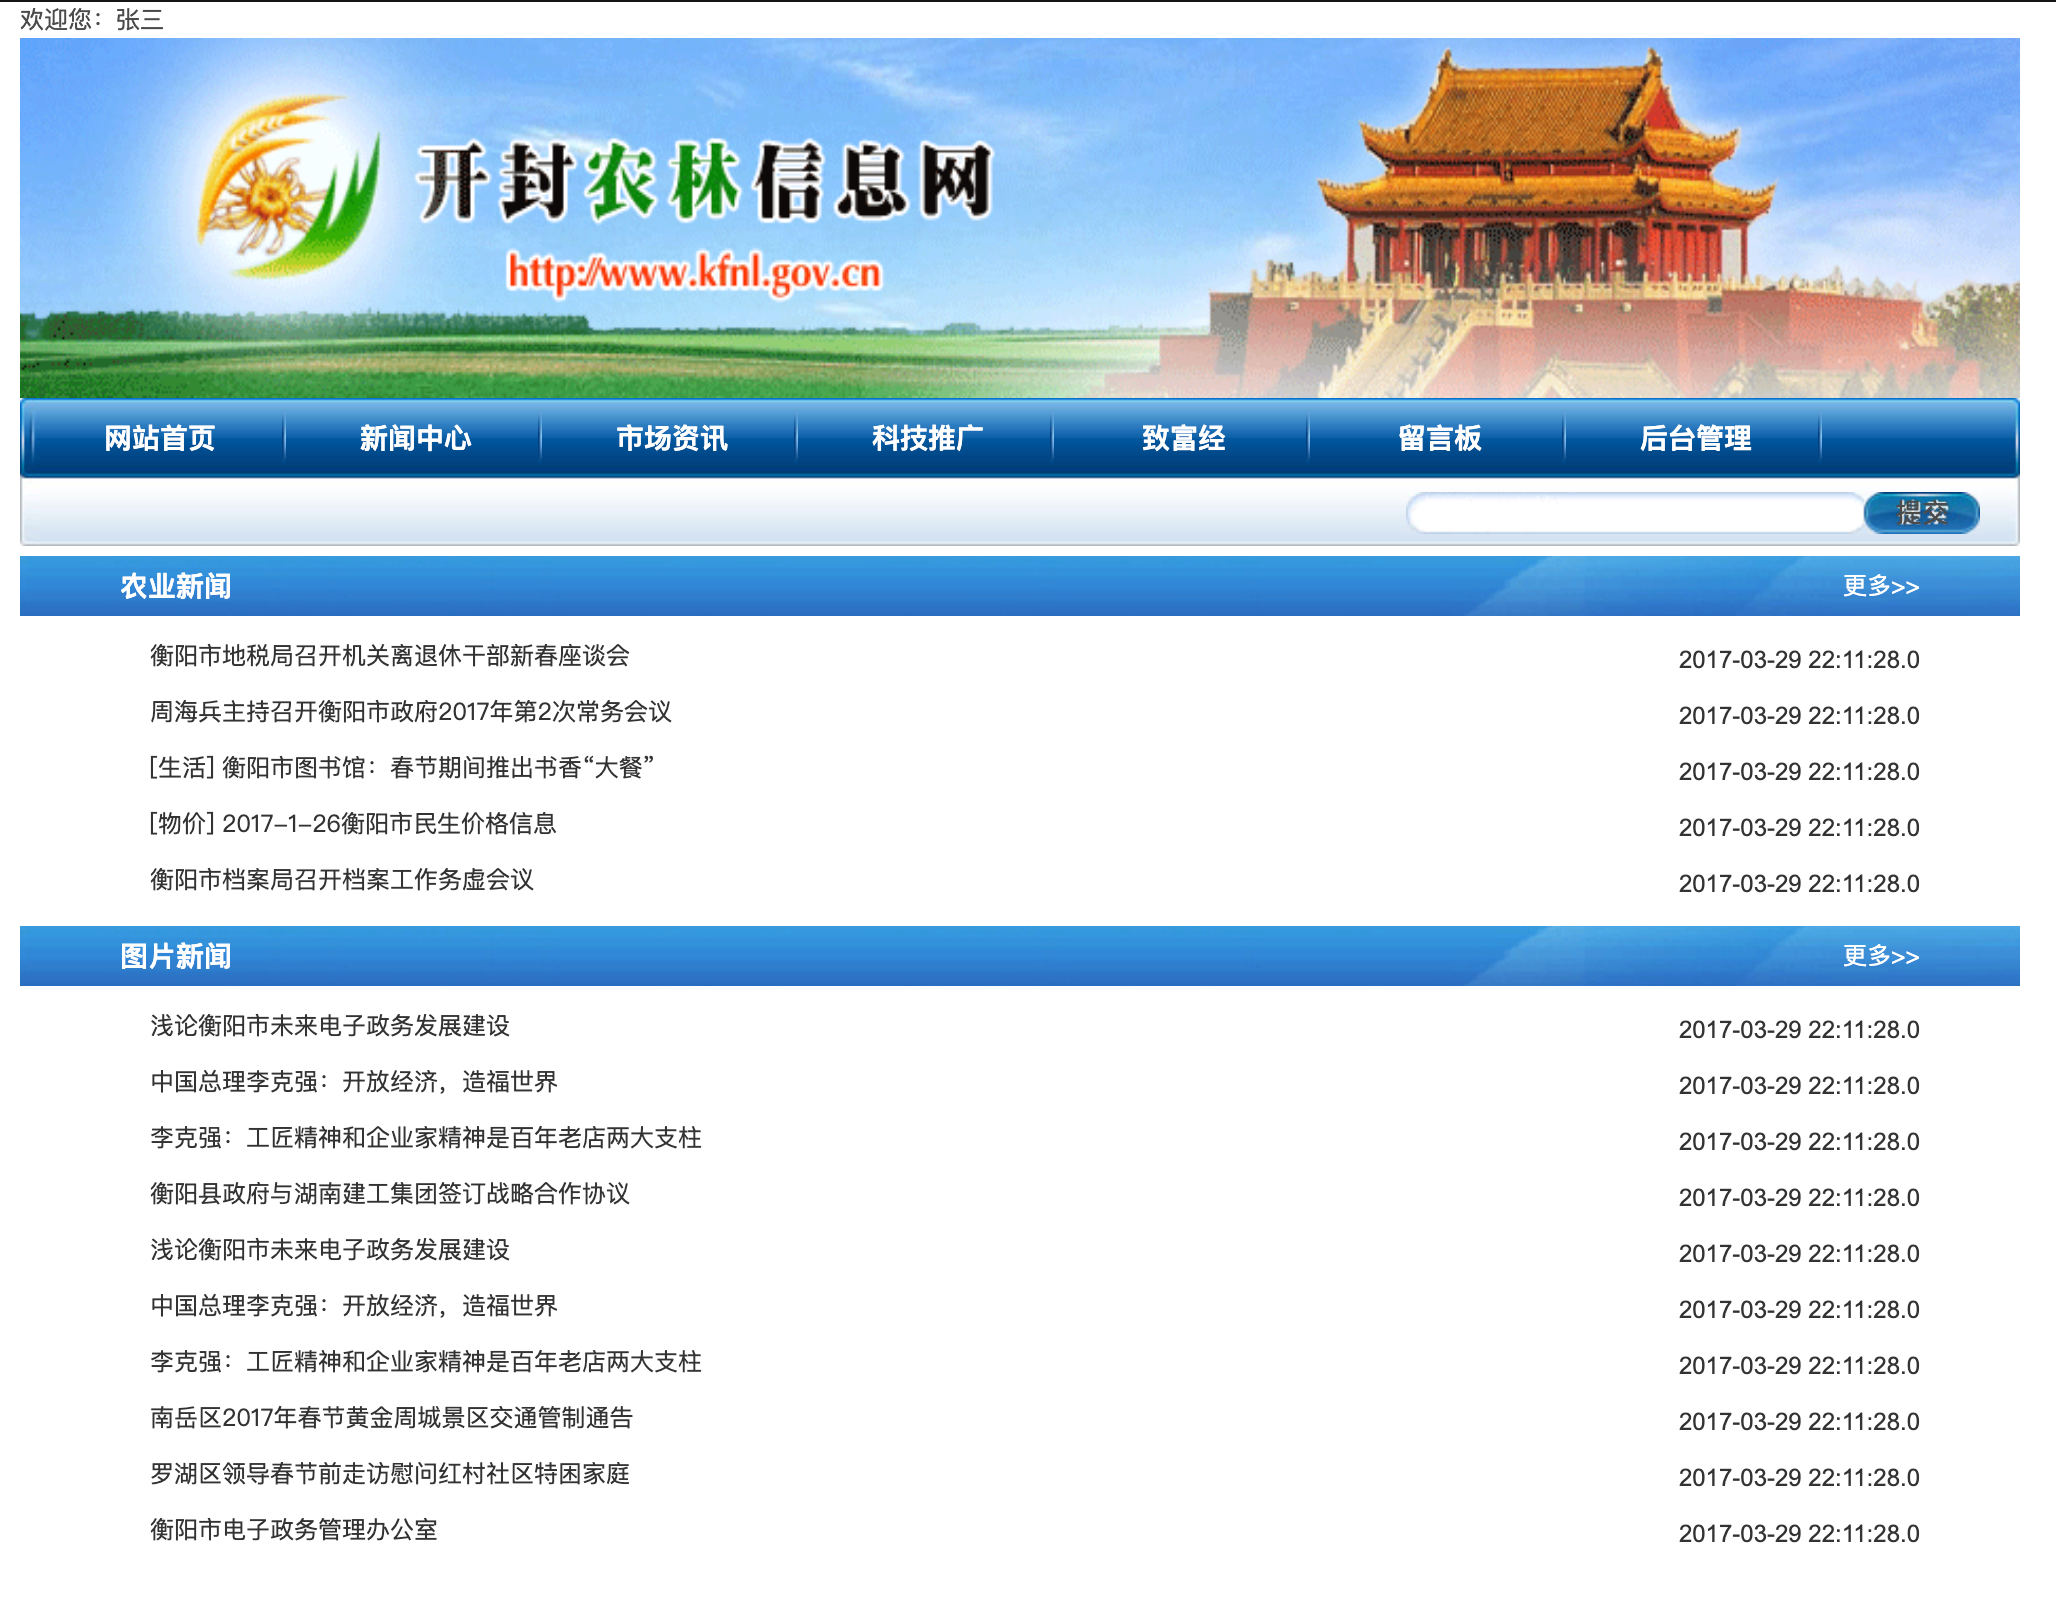 欢迎您：张三
开封农林信息网
http://www.kfnl.gov.cn
网站首页 新闻中心 市场资讯 科技推广 致富经 留言板 后台管理
提交
农业新闻 更多>>
衡阳市地税局召开机关离退休干部新春座谈会 2017-03-29 22:11:28.0
周海兵主持召开衡阳市政府2017年第2次常务会议 2017-03-29 22:11:28.0
[生活] 衡阳市图书馆：春节期间推出书香“大餐” 2017-03-29 22:11:28.0
[物价] 2017-1-26衡阳市民生价格信息 2017-03-29 22:11:28.0
衡阳市档案局召开档案工作务虚会议 2017-03-29 22:11:28.0
图片新闻 更多>>
浅论衡阳市未来电子政务发展建设 2017-03-29 22:11:28.0
中国总理李克强：开放经济，造福世界 2017-03-29 22:11:28.0
李克强：工匠精神和企业家精神是百年老店两大支柱 2017-03-29 22:11:28.0
衡阳县政府与湖南建工集团签订战略合作协议 2017-03-29 22:11:28.0
浅论衡阳市未来电子政务发展建设 2017-03-29 22:11:28.0
中国总理李克强：开放经济，造福世界 2017-03-29 22:11:28.0
李克强：工匠精神和企业家精神是百年老店两大支柱 2017-03-29 22:11:28.0
南岳区2017年春节黄金周城景区交通管制通告 2017-03-29 22:11:28.0
罗湖区领导春节前走访慰问红村社区特困家庭 2017-03-29 22:11:28.0
衡阳市电子政务管理办公室 2017-03-29 22:11:28.0